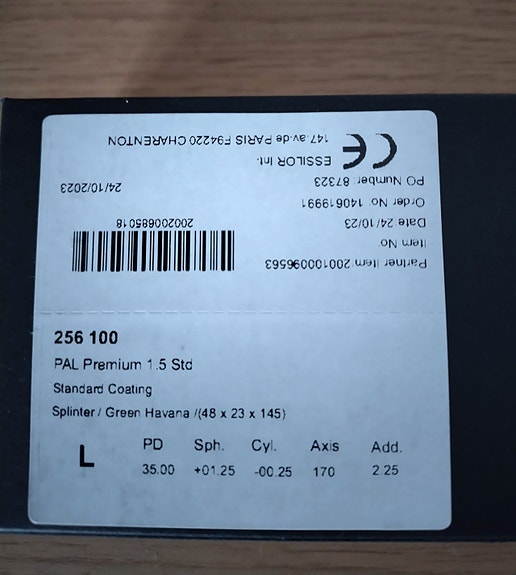 Partner Item: 200100096563
Item No
Date: 24/10/23
Order No: 140619991
PO Number: 87323
24/10/2023
200200685018
CE
ESSILOR Int.
147.av.de PARIS F94220 CHARENTON
256 100
PAL Premium 1.5 Std
Standard Coating
Splinter / Green Havana /(48 x 23 x 145)
L
PD Sph. Cyl. Axis Add.
35.00 +01.25 -00.25 170 2.25